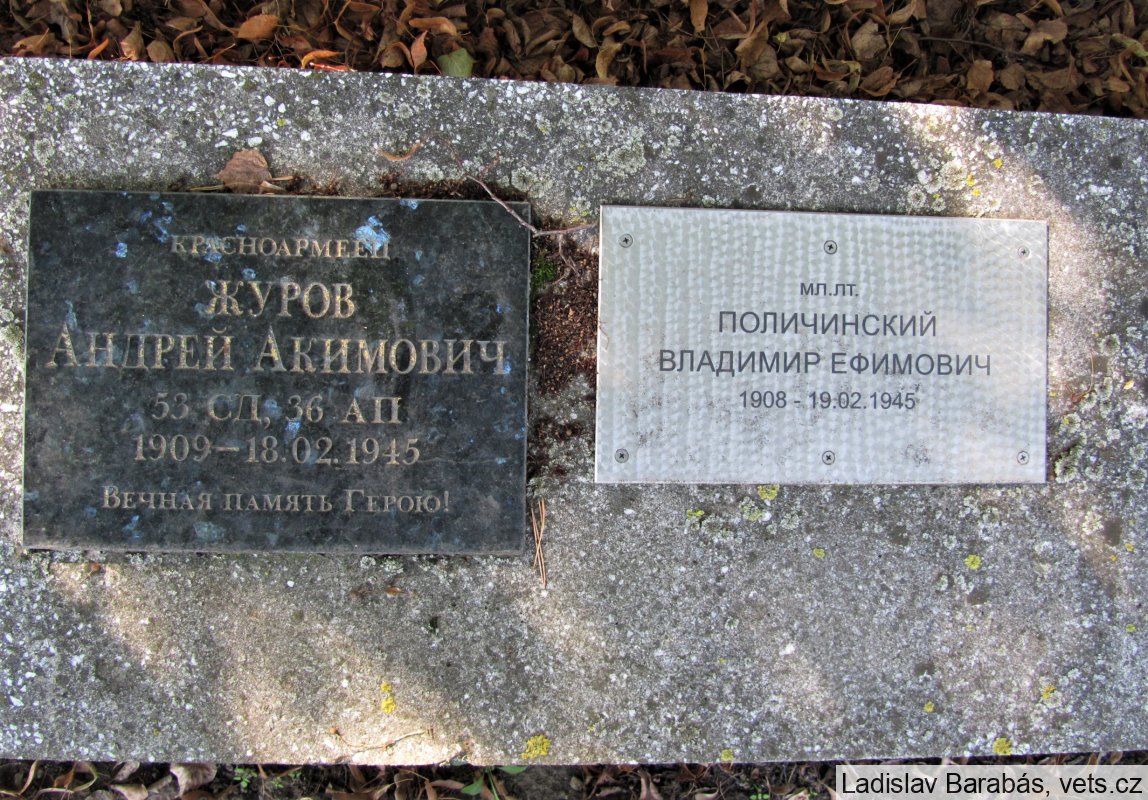 КРАСНОАРМЕЕЦ
ЖУРОВ
АНДРЕЙ АКИМОВИЧ
53 СД, 36 АП
1909–18.02.1945
ВЕЧНАЯ ПАМЯТЬ ГЕРОЮ!
МЛ.ЛТ.
ПОЛИЧИНСКИЙ
ВЛАДИМИР ЕФИМОВИЧ
1908 - 19.02.1945
Ladislav Barabás, vets.cz